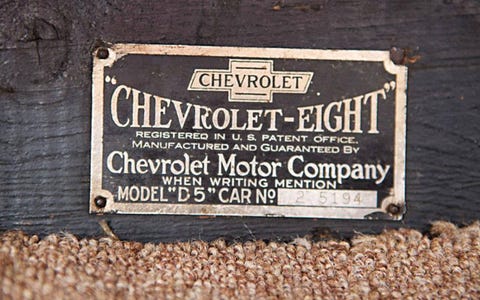 CHEVROLET
"CHEVROLET-EIGHT"
REGISTERED IN U.S. PATENT OFFICE.
MANUFACTURED AND GUARANTEED BY
Chevrolet Motor Company
WHEN WRITING MENTION
MODEL "D5" CAR No 2 5194